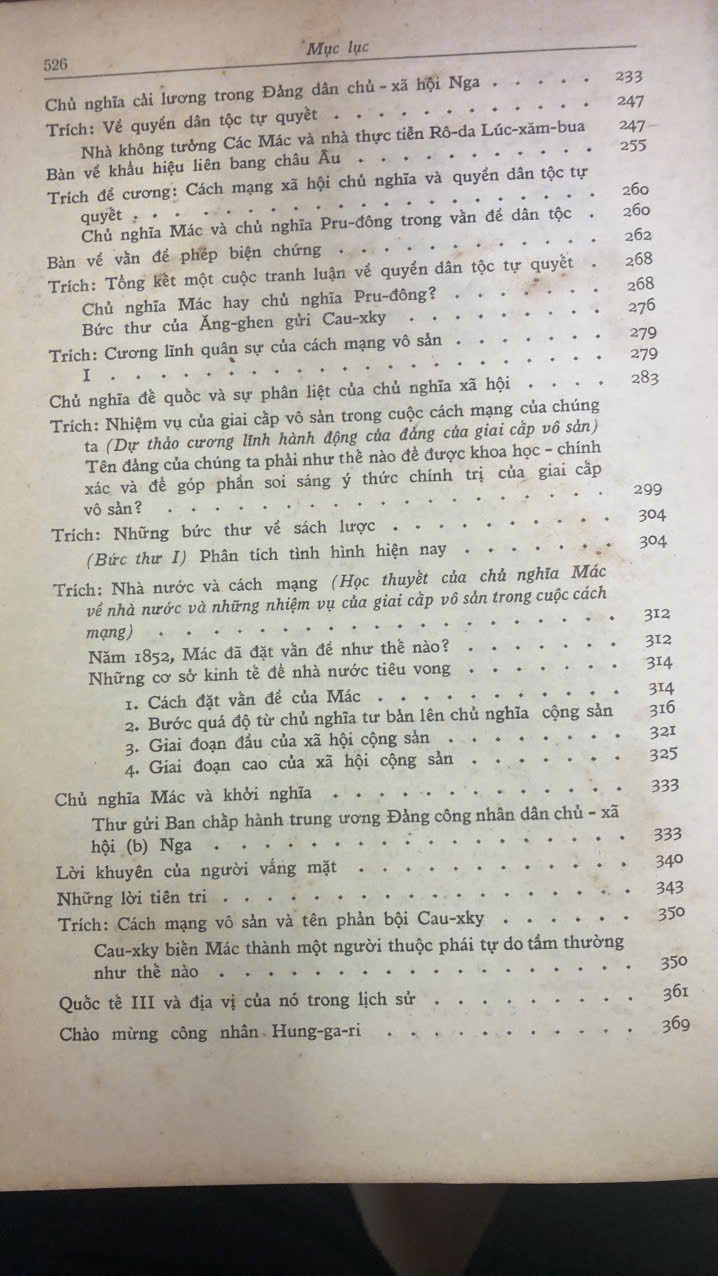 526
Mục lục
Chủ nghĩa cải lương trong Đảng dân chủ - xã hội Nga . . . . . 233
Trích: Về quyền dân tộc tự quyết . . . . . . . . . . . 247
Nhà không tưởng Các Mác và nhà thực tiễn Rô-da Lúc-xăm-bua 247
Bàn về khẩu hiệu liên bang châu Âu . . . . . . . . . . 255
Trích đề cương: Cách mạng xã hội chủ nghĩa và quyền dân tộc tự
quyết . . . . . . . . . . . . . . . . . . . . 260
Chủ nghĩa Mác và chủ nghĩa Pru-đông trong vấn đề dân tộc . 260
Bàn về vấn đề phép biện chứng . . . . . . . . . . . 262
Trích: Tổng kết một cuộc tranh luận về quyền dân tộc tự quyết . 268
Chủ nghĩa Mác hay chủ nghĩa Pru-đông? . . . . . . . 268
Bức thư của Ăng-ghen gửi Cau-xky . . . . . . . . 276
Trích: Cương lĩnh quân sự của cách mạng vô sản . . . . . . 279
I . . . . . . . . . . . . . . . . . . . . . 279
Chủ nghĩa đế quốc và sự phân liệt của chủ nghĩa xã hội . . . . 283
Trích: Nhiệm vụ của giai cấp vô sản trong cuộc cách mạng của chúng
ta (Dự thảo cương lĩnh hành động của đảng của giai cấp vô sản)
Tên đảng của chúng ta phải như thế nào để được khoa học - chính
xác và để góp phần soi sáng ý thức chính trị của giai cấp
vô sản? . . . . . . . . . . . . . . . . . . 299
Trích: Những bức thư về sách lược . . . . . . . . . 304
(Bức thư I) Phân tích tình hình hiện nay . . . . . . . 304
Trích: Nhà nước và cách mạng (Học thuyết của chủ nghĩa Mác
về nhà nước và những nhiệm vụ của giai cấp vô sản trong cuộc cách
mạng) . . . . . . . . . . . . . . . . . . . 312
Năm 1852, Mác đã đặt vấn đề như thế nào? . . . . . . 312
Những cơ sở kinh tế để nhà nước tiêu vong . . . . . . 314
1. Cách đặt vấn đề của Mác . . . . . . . . . . 314
2. Bước quá độ từ chủ nghĩa tư bản lên chủ nghĩa cộng sản 316
3. Giai đoạn đầu của xã hội cộng sản . . . . . . . 321
4. Giai đoạn cao của xã hội cộng sản . . . . . . 325
Chủ nghĩa Mác và khởi nghĩa . . . . . . . . . . . . 333
Thư gửi Ban chấp hành trung ương Đảng công nhân dân chủ - xã
hội (b) Nga . . . . . . . . . . . . . . . . 333
Lời khuyên của người vắng mặt . . . . . . . . . . . 340
Những lời tiên tri . . . . . . . . . . . . . . . . 343
Trích: Cách mạng vô sản và tên phản bội Cau-xky . . . . . . 350
Cau-xky biến Mác thành một người thuộc phái tự do tầm thường
như thế nào . . . . . . . . . . . . . . . . 350
Quốc tế III và địa vị của nó trong lịch sử . . . . . . . . . 361
Chào mừng công nhân Hung-ga-ri . . . . . . . . . . . 369